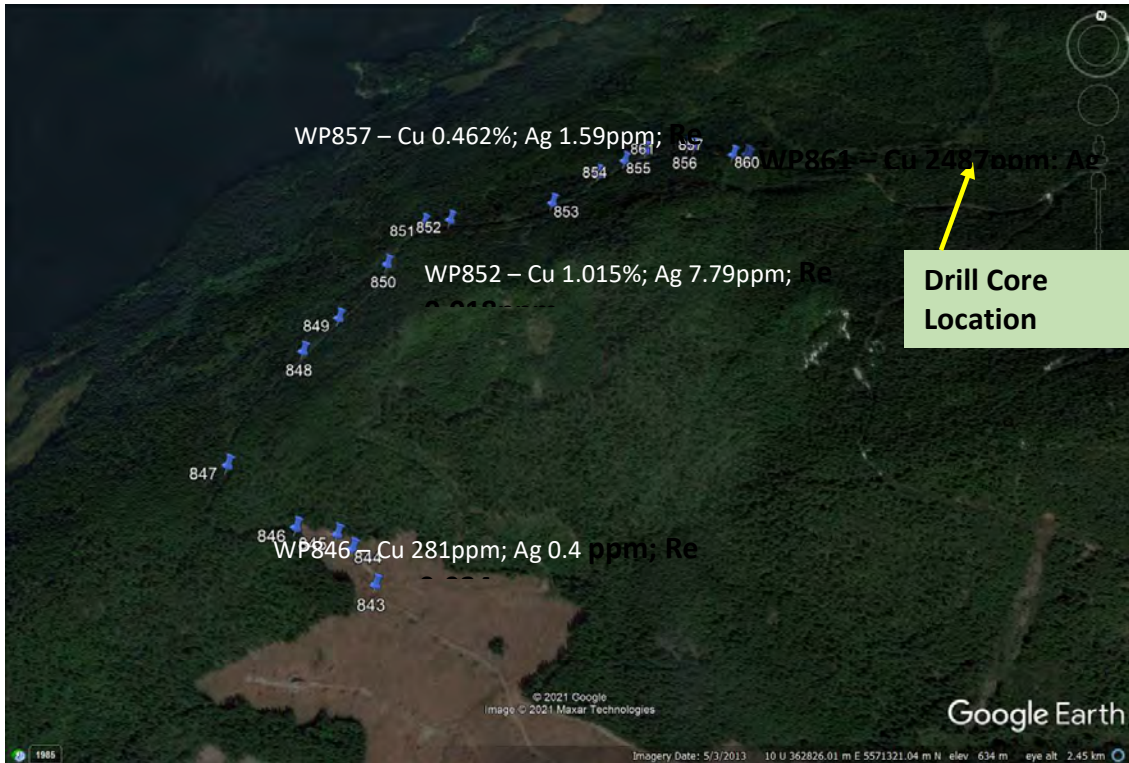 N
WP857 – Cu 0.462%; Ag 1.59ppm; Re
861
857
WP861 – Cu 2487ppm; Ag
854
855
856
860
853
851
852
WP852 – Cu 1.015%; Ag 7.79ppm; Re
850
Drill Core
Location
849
848
847
846
845
WP846 – Cu 281ppm; Ag 0.4 ppm; Re
844
843
© 2021 Google
Image © 2021 Maxar Technologies
Google Earth
1985
Imagery Date: 5/3/2013 10 U 362826.01 m E 5571321.04 m N elev 634 m eye alt 2.45 km